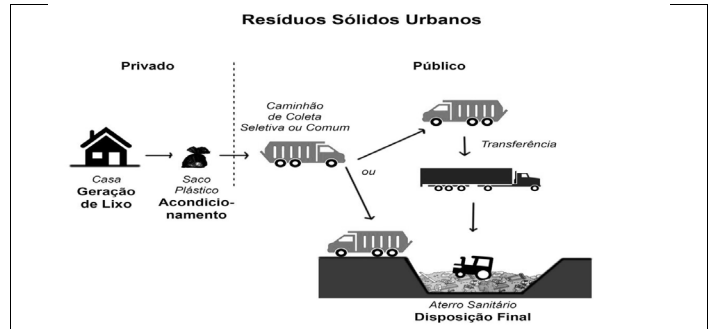 Resíduos Sólidos Urbanos
Privado
Público
Caminhão
de Coleta
Seletiva ou Comum
Transferência
ou
Casa
Geração
de Lixo
Saco
Plástico
Acondicio-
namento
Aterro Sanitário
Disposição Final